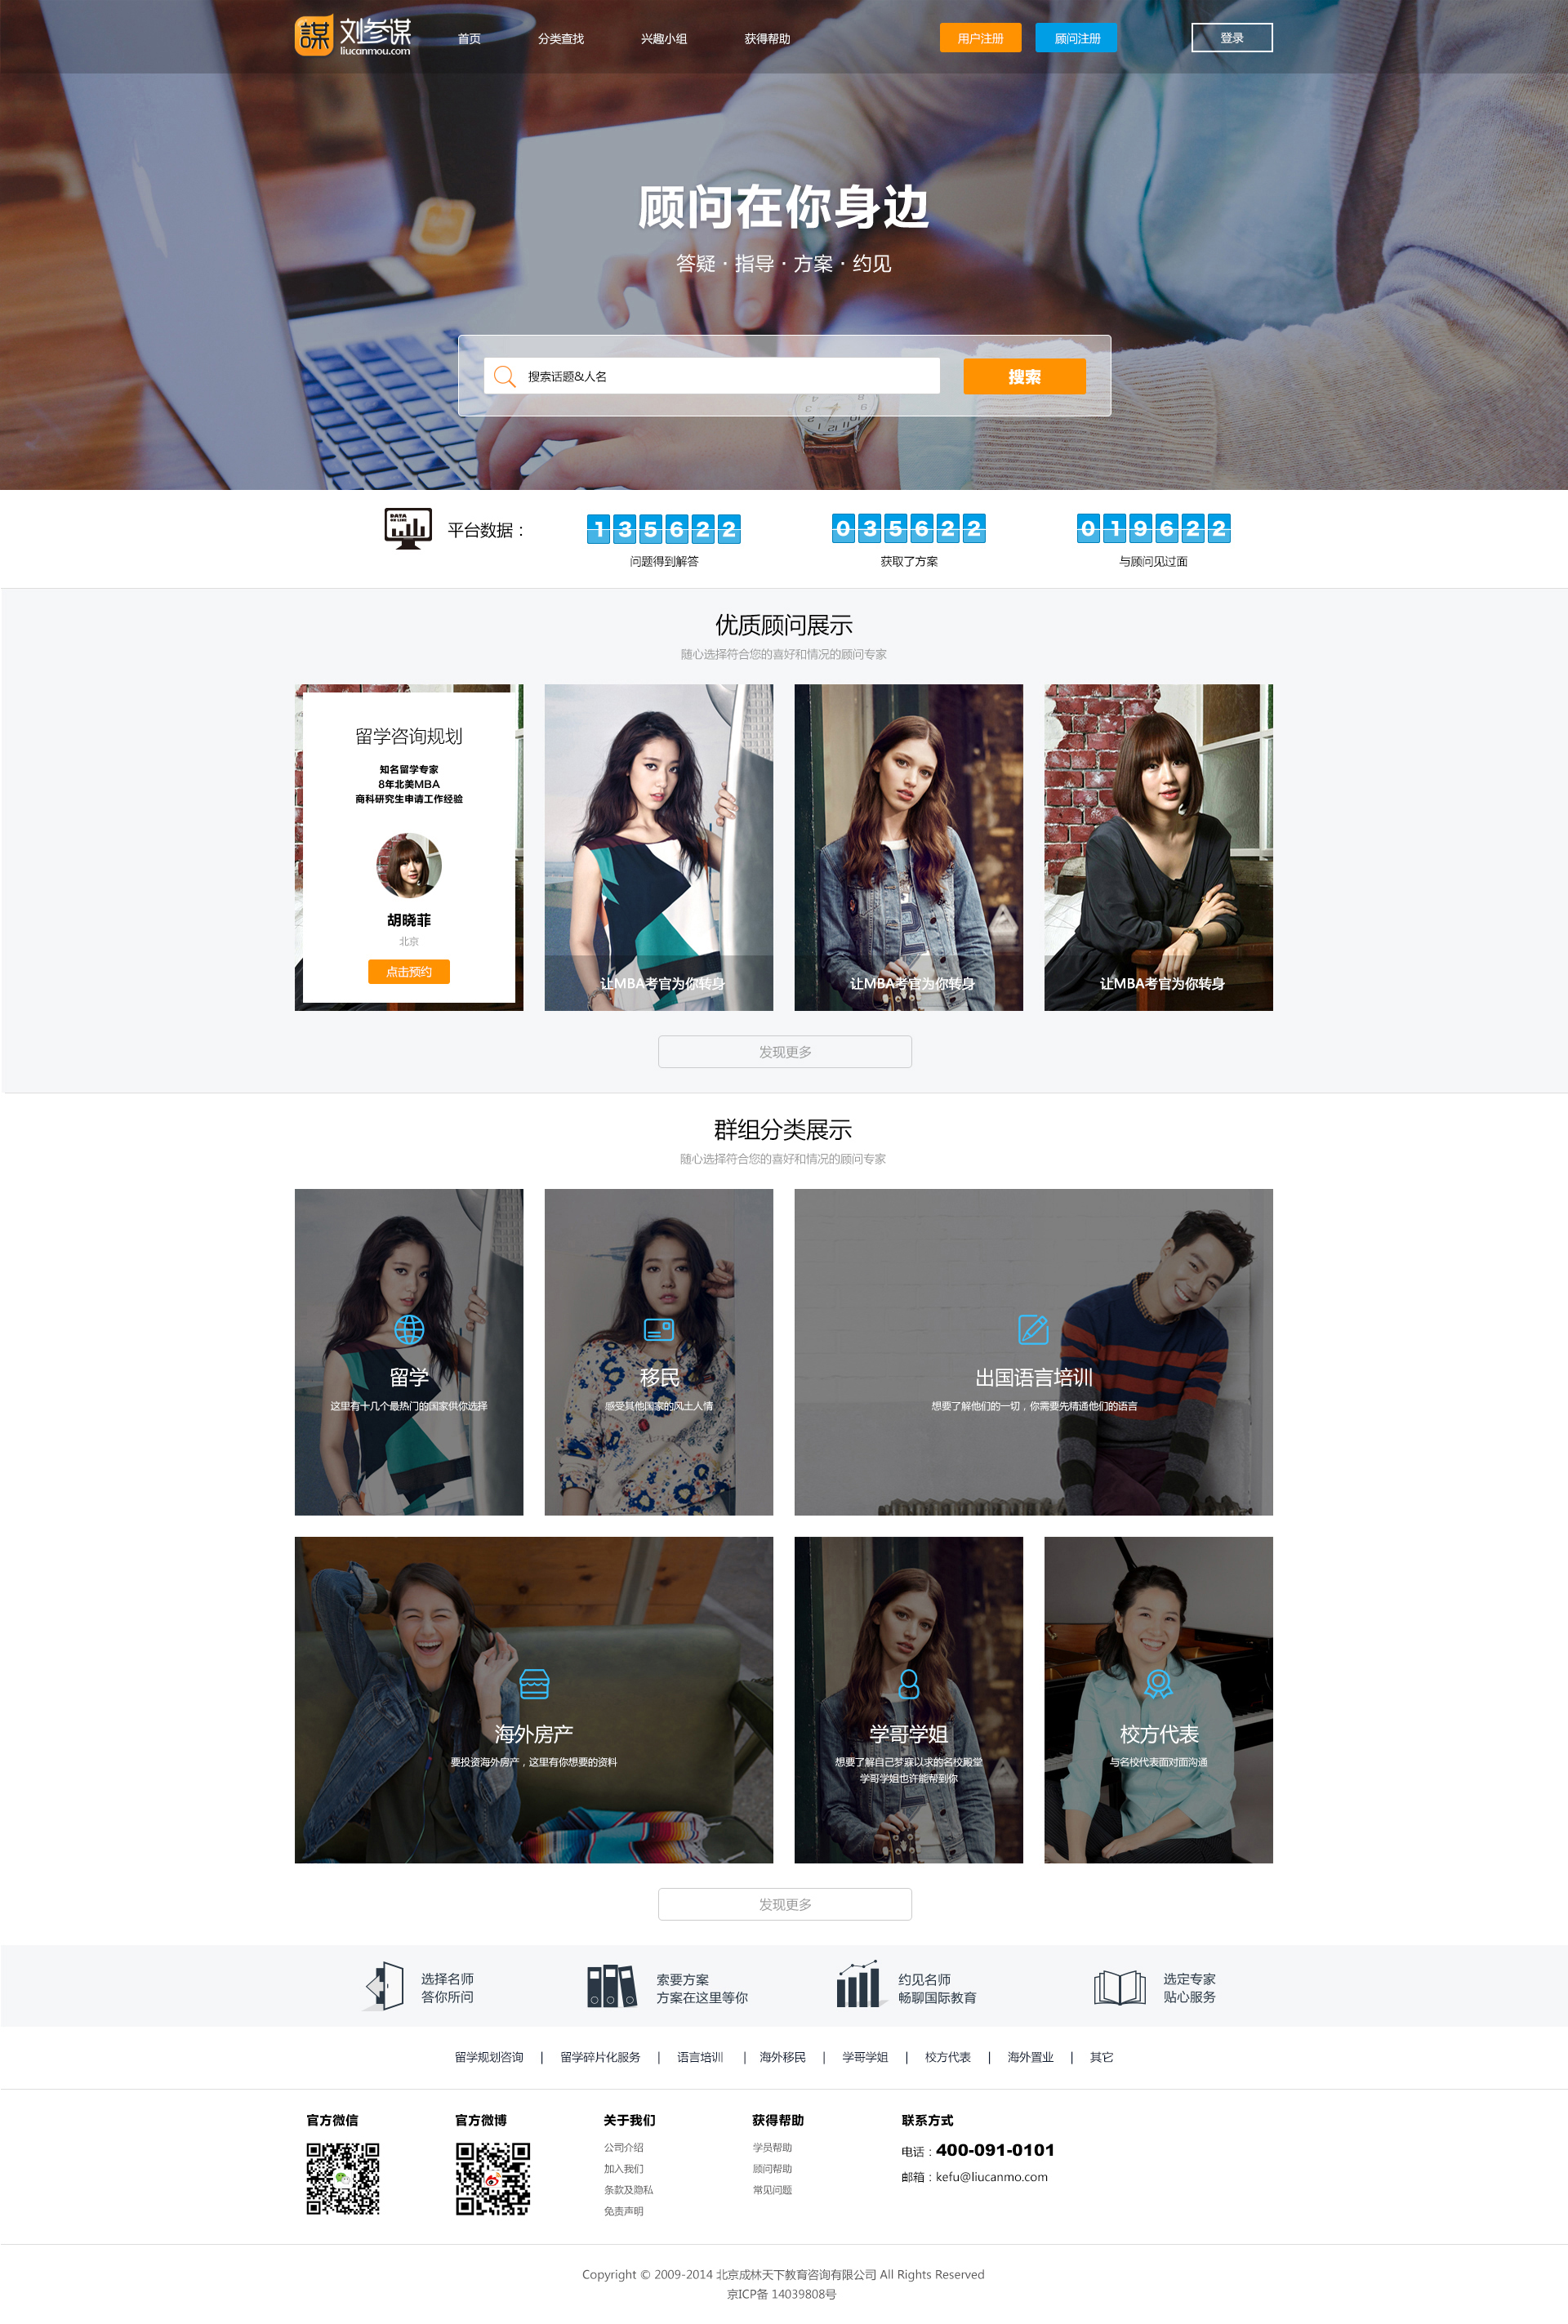 謀
刘参谋
liucanmou.com
首页
分类查找
兴趣小组
获得帮助
用户注册
顾问注册
登录
顾问在你身边
答疑 · 指导 · 方案 · 约见
搜索话题&人名
搜索
DATA
ON LINE
平台数据：
135622
问题得到解答
035622
获取了方案
019622
与顾问见过面
优质顾问展示
随心选择符合您的喜好和情况的顾问专家
留学咨询规划
知名留学专家
8年北美MBA
商科研究生申请工作经验
胡晓菲
北京
点击预约
让MBA考官为你转身
让MBA考官为你转身
让MBA考官为你转身
发现更多
群组分类展示
随心选择符合您的喜好和情况的顾问专家
留学
这里有十几个最热门的国家供你选择
移民
感受其他国家的风土人情
出国语言培训
想要了解他们的一切，你需要先精通他们的语言
海外房产
要投资海外房产，这里有你想要的资料
学哥学姐
想要了解自己梦寐以求的名校殿堂
学哥学姐也许能帮到你
校方代表
与名校代表面对面沟通
发现更多
选择名师
答你所问
索要方案
方案在这里等你
约见名师
畅聊国际教育
选定专家
贴心服务
留学规划咨询 | 留学碎片化服务 | 语言培训 | 海外移民 | 学哥学姐 | 校方代表 | 海外置业 | 其它
官方微信
官方微博
关于我们
公司介绍
加入我们
条款及隐私
免责声明
获得帮助
学员帮助
顾问帮助
常见问题
联系方式
电话：400-091-0101
邮箱：kefu@liucanmo.com
Copyright © 2009-2014 北京成林天下教育咨询有限公司 All Rights Reserved
京ICP备 14039808号